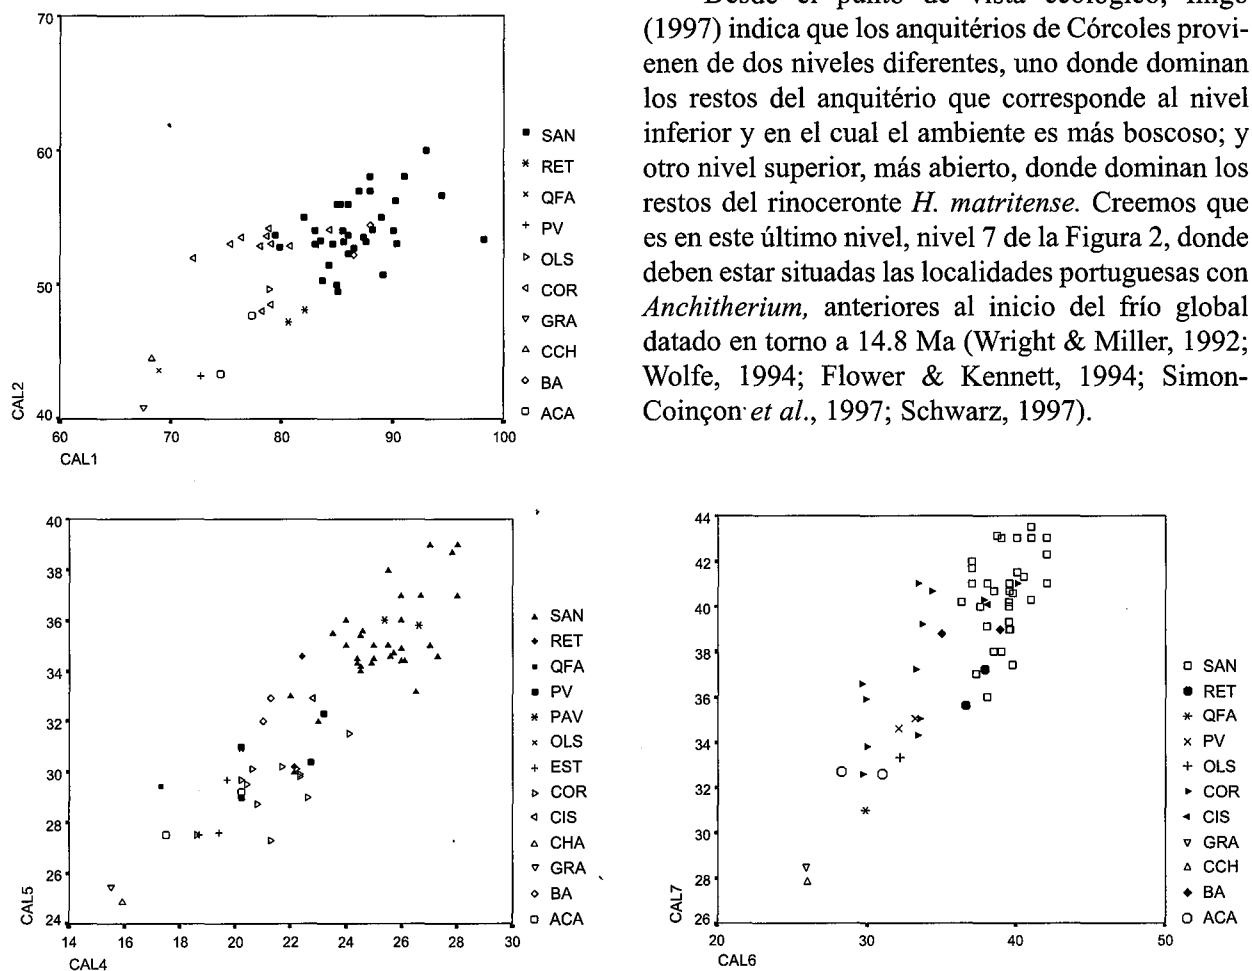 70
60
50
40
60
70
80
90
100
CAL2
CAL1
SAN
RET
QFA
PV
OLS
COR
GRA
CCH
BA
ACA
Desde el punto de vista ecológico, Iñigo
(1997) indica que los anquitérios de Córcoles provi-
enen de dos niveles diferentes, uno donde dominan
los restos del anquitério que corresponde al nivel
inferior y en el cual el ambiente es más boscoso; y
otro nivel superior, más abierto, donde dominan los
restos del rinoceronte H. matritense. Creemos que
es en este último nivel, nivel 7 de la Figura 2, donde
deben estar situadas las localidades portuguesas con
Anchitherium, anteriores al inicio del frío global
datado en torno a 14.8 Ma (Wright & Miller, 1992;
Wolfe, 1994; Flower & Kennett, 1994; Simon-
Coinçon et al., 1997; Schwarz, 1997).
40
38
36
34
32
30
28
26
24
14
16
18
20
22
24
26
28
30
CAL5
CAL4
SAN
RET
QFA
PV
PAV
OLS
EST
COR
CIS
CHA
GRA
BA
ACA
44
42
40
38
36
34
32
30
28
26
20
30
40
50
CAL7
CAL6
SAN
RET
QFA
PV
OLS
COR
CIS
GRA
CCH
BA
ACA